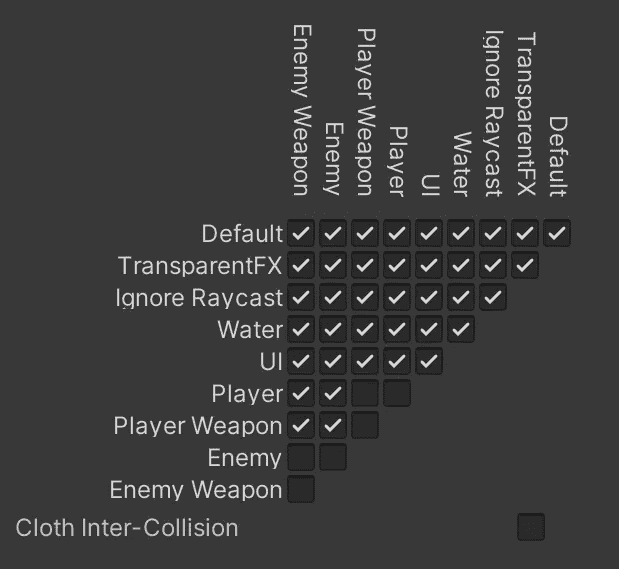 Enemy Weapon
Enemy
Player Weapon
Player
UI
Water
Ignore Raycast
TransparentFX
Default
Default
TransparentFX
Ignore Raycast
Water
UI
Player
Player Weapon
Enemy
Enemy Weapon
Cloth Inter-Collision